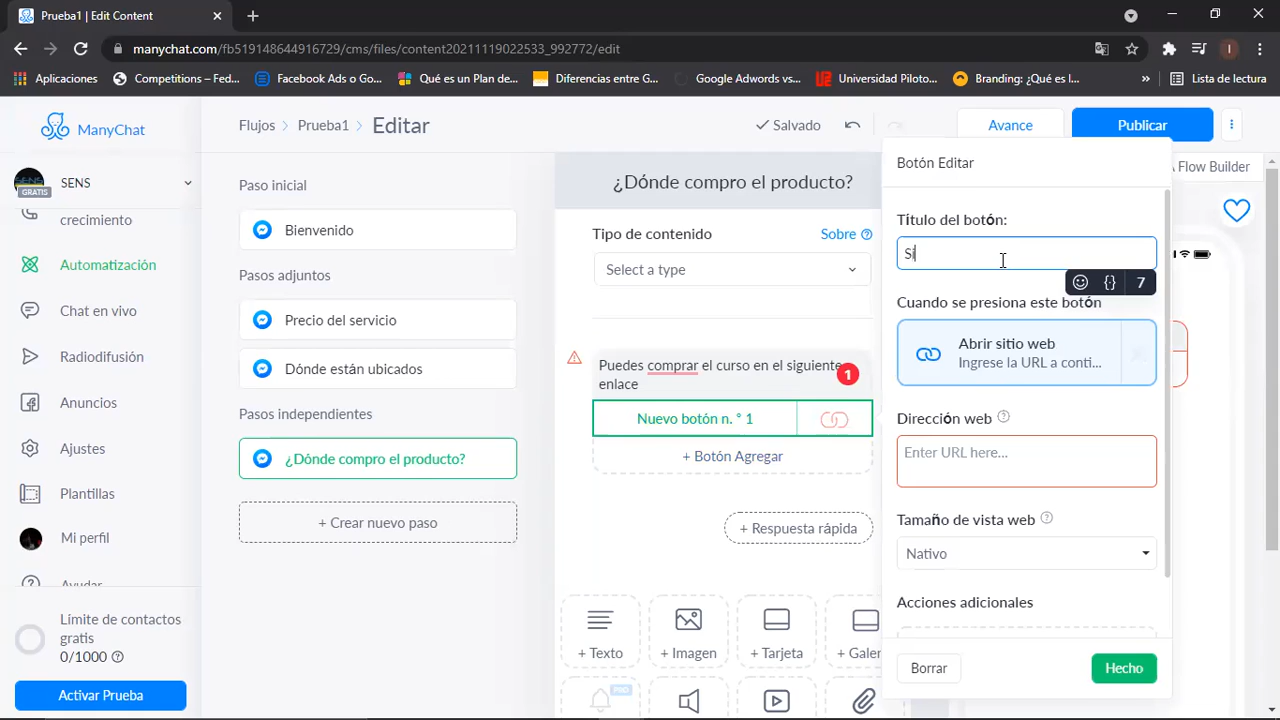 Prueba1 | Edit Content
manychat.com/fb519148644916729/cms/files/content20211119022533_992772/edit
I
Aplicaciones
Competitions – Fed...
Facebook Ads o Go...
Qué es un Plan de...
Diferencias entre G...
Google Adwords vs...
Universidad Piloto...
Branding: ¿Qué es l...
»
Lista de lectura
ManyChat
Flujos > Prueba1 > Editar
Salvado
Avance
Publicar
SENS
GRATIS
crecimiento
Automatización
Chat en vivo
Radiodifusión
Anuncios
Ajustes
Plantillas
Mi perfil
Ayudar
Límite de contactos
gratis
0/1000
Activar Prueba
Paso inicial
Bienvenido
Pasos adjuntos
Precio del servicio
Dónde están ubicados
Pasos independientes
¿Dónde compro el producto?
+ Crear nuevo paso
¿Dónde compro el producto?
Tipo de contenido
Sobre
Select a type
Puedes comprar el curso en el siguiente
enlace
1
Nuevo botón n. ° 1
+ Botón Agregar
+ Respuesta rápida
+ Texto
+ Imagen
+ Tarjeta
+ Galer
PRO
Botón Editar
Título del botón:
Si
{}
7
Cuando se presiona este botón
Abrir sitio web
Ingrese la URL a conti...
Dirección web
Enter URL here...
Tamaño de vista web
Nativo
Acciones adicionales
Borrar
Hecho
Flow Builder